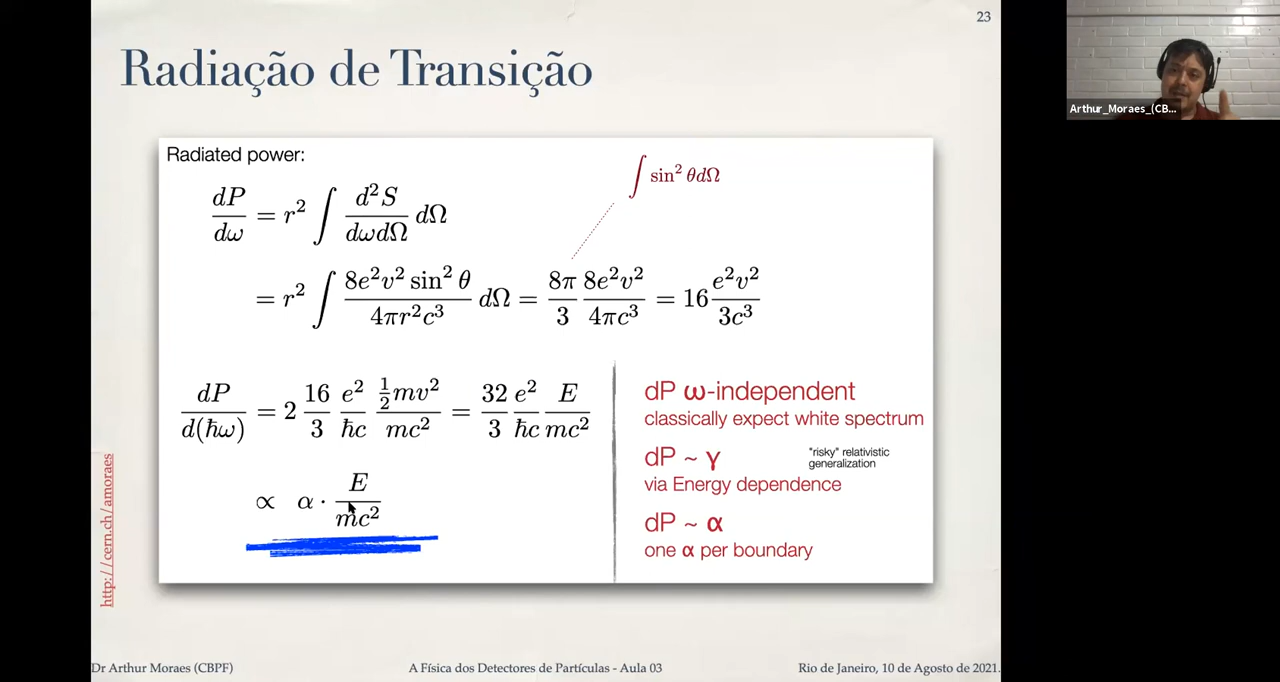 23
Radiação de Transição
Radiated power:
∫ sin² θdΩ
dP/dω = r² ∫ d²S/dωdΩ dΩ
= r² ∫ 8e²v² sin² θ/4πr²c³ dΩ = 8π/3 8e²v²/4πc³ = 16 e²v²/3c³
dP/d(ħω) = 2 16/3 e²/ħc ½mv²/mc² = 32/3 e²/ħc E/mc²
∝ α · E/mc²
dP ω-independent
classically expect white spectrum
dP ~ γ
"risky" relativistic
generalization
via Energy dependence
dP ~ α
one α per boundary
http://cern.ch/amoraes
Dr Arthur Moraes (CBPF)
A Física dos Detectores de Partículas - Aula 03
Rio de Janeiro, 10 de Agosto de 2021.
Arthur_Moraes_(CB...